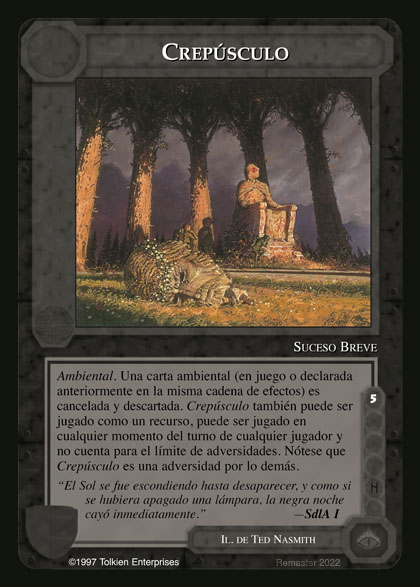 Crepúsculo
Suceso Breve
Ambiental. Una carta ambiental (en juego o declarada
anteriormente en la misma cadena de efectos) es
cancelada y descartada. Crepúsculo también puede ser
jugado como un recurso, puede ser jugado en
cualquier momento del turno de cualquier jugador y
no cuenta para el límite de adversidades. Nótese que
Crepúsculo es una adversidad por lo demás.
5
“El Sol se fue escondiendo hasta desaparecer, y como si
se hubiera apagado una lámpara, la negra noche
cayó inmediatamente.” —SdlA I
Il. de Ted Nasmith
©1997 Tolkien Enterprises
Remaster 2022